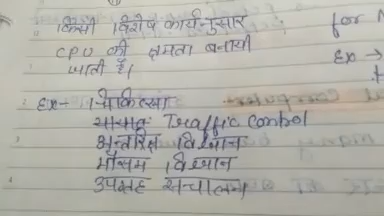 किसी विशेष कार्यनुसार
CPU की क्षमता बनायी
जाती है।
Ex- चिकित्सा
यातायात Traffic Control
अन्तरिक्ष विज्ञान
मौसम विज्ञान
उपग्रह संचालन
for
Ex →